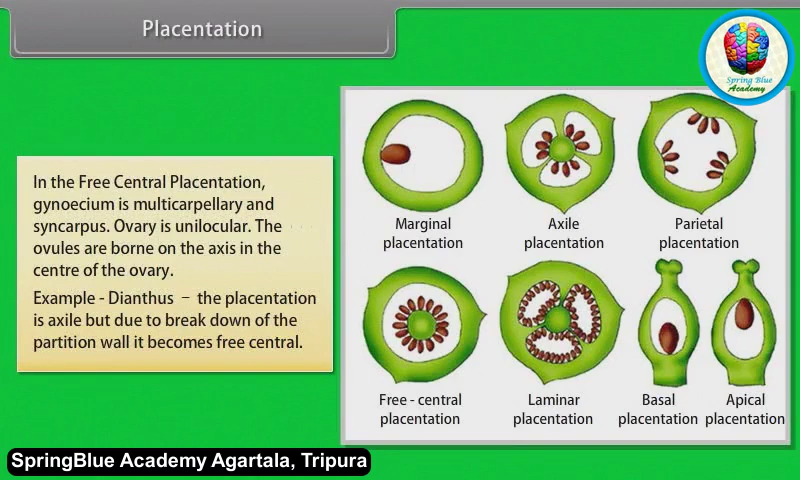 Placentation
Spring Blue
Academy
In the Free Central Placentation,
gynoecium is multicarpellary and
syncarpus. Ovary is unilocular. The
ovules are borne on the axis in the
centre of the ovary.
Example - Dianthus – the placentation
is axile but due to break down of the
partition wall it becomes free central.
Marginal
placentation
Axile
placentation
Parietal
placentation
Free - central
placentation
Laminar
placentation
Basal
placentation
Apical
placentation
SpringBlue Academy Agartala, Tripura